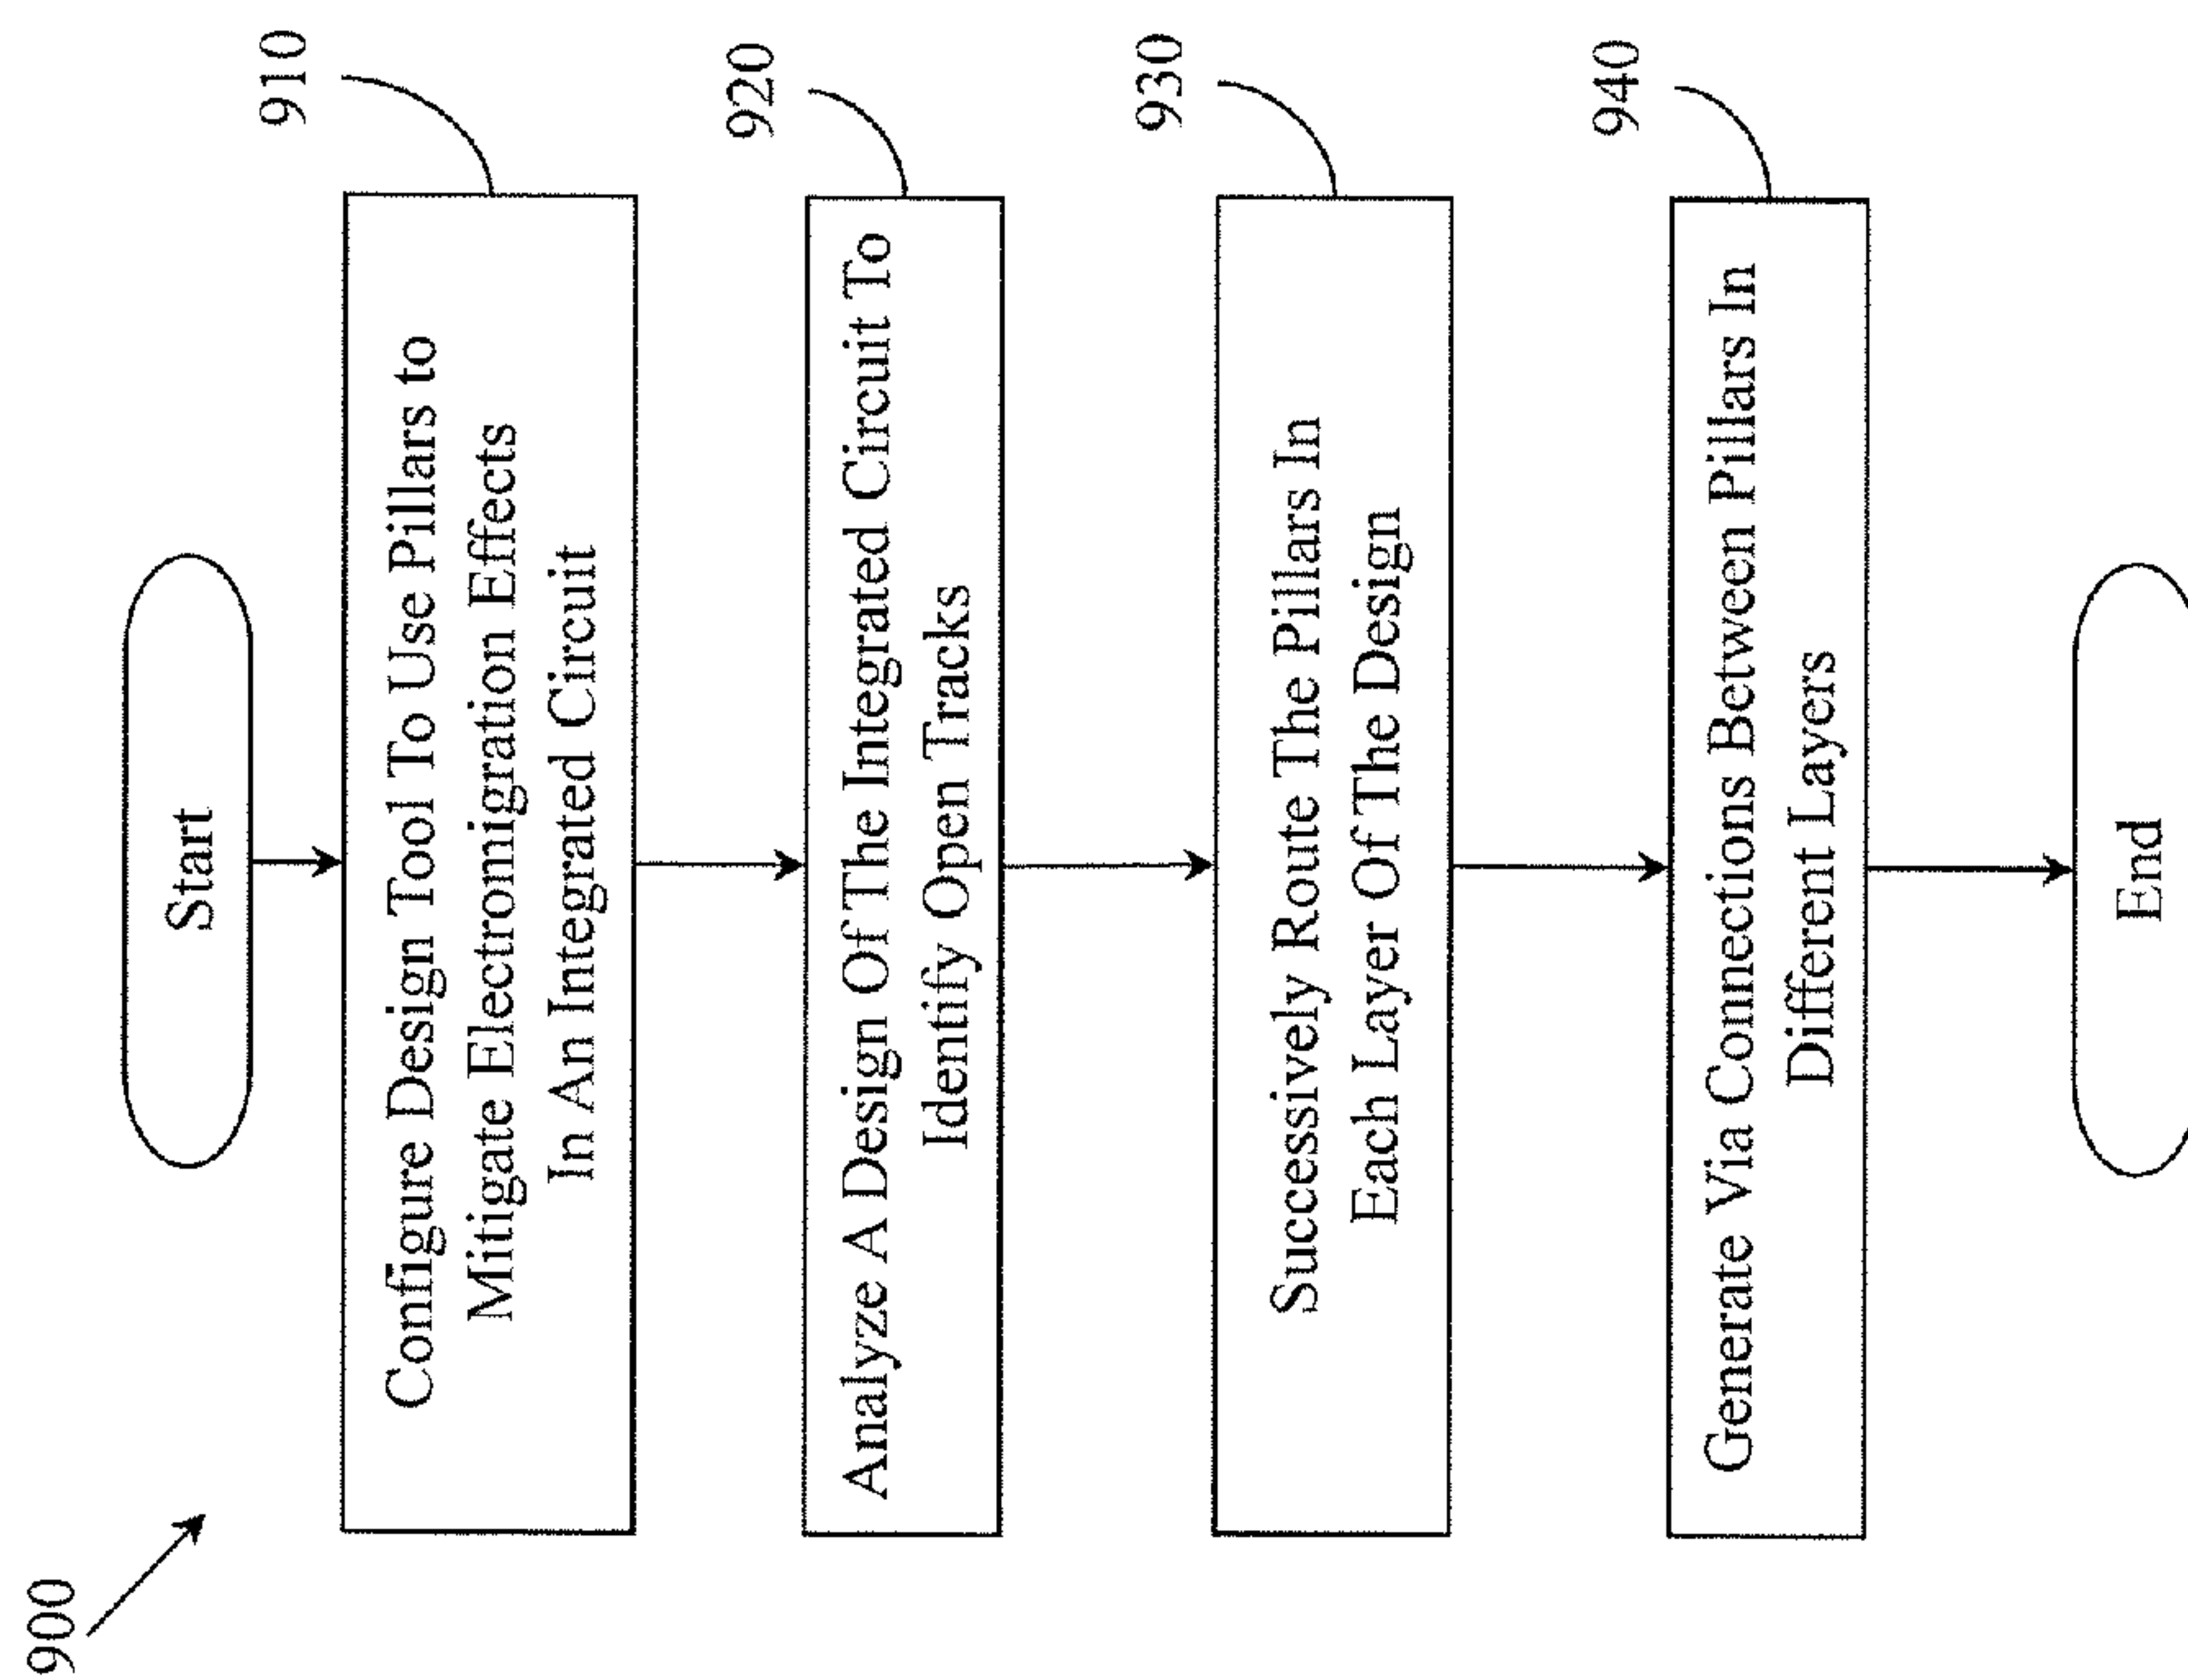 900
Start
910
Configure Design Tool To Use Pillars to
Mitigate Electromigration Effects
In An Integrated Circuit
920
Analyze A Design Of The Integrated Circuit To
Identify Open Tracks
930
Successively Route The Pillars In
Each Layer Of The Design
940
Generate Via Connections Between Pillars In
Different Layers
End